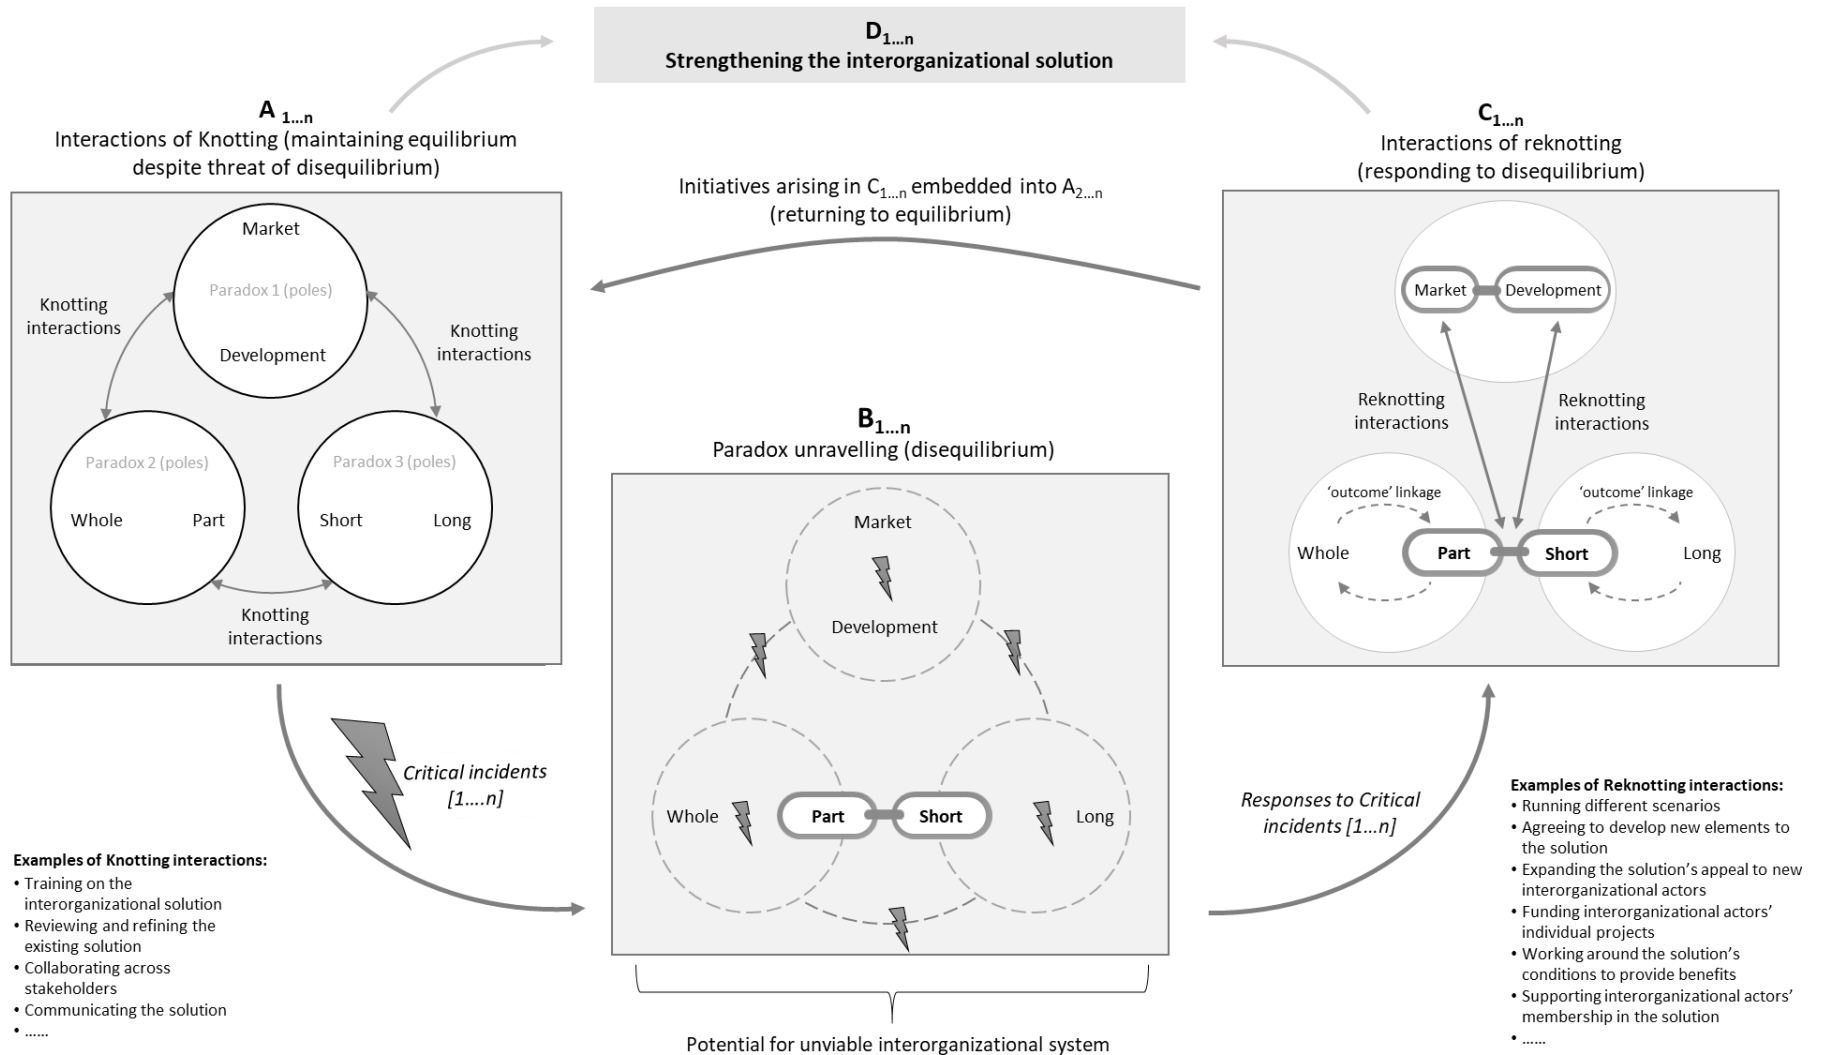 D1...n
Strengthening the interorganizational solution
A 1...n
Interactions of Knotting (maintaining equilibrium
despite threat of disequilibrium)
Market
Paradox 1 (poles)
Development
Knotting
interactions
Knotting
interactions
Paradox 2 (poles)
Whole
Part
Paradox 3 (poles)
Short
Long
Knotting
interactions
Initiatives arising in C1...n embedded into A2...n
(returning to equilibrium)
C1...n
Interactions of reknotting
(responding to disequilibrium)
Market
Development
Reknotting
interactions
Reknotting
interactions
‘outcome’ linkage
‘outcome’ linkage
Whole
Part
Short
Long
B1...n
Paradox unravelling (disequilibrium)
Market
Development
Whole
Part
Short
Long
Potential for unviable interorganizational system
Critical incidents
[1....n]
Responses to Critical
incidents [1...n]
Examples of Knotting interactions:
• Training on the
interorganizational solution
• Reviewing and refining the
existing solution
• Collaborating across
stakeholders
• Communicating the solution
• ......
Examples of Reknotting interactions:
• Running different scenarios
• Agreeing to develop new elements to
the solution
• Expanding the solution’s appeal to new
interorganizational actors
• Funding interorganizational actors’
individual projects
• Working around the solution’s
conditions to provide benefits
• Supporting interorganizational actors’
membership in the solution
• ......